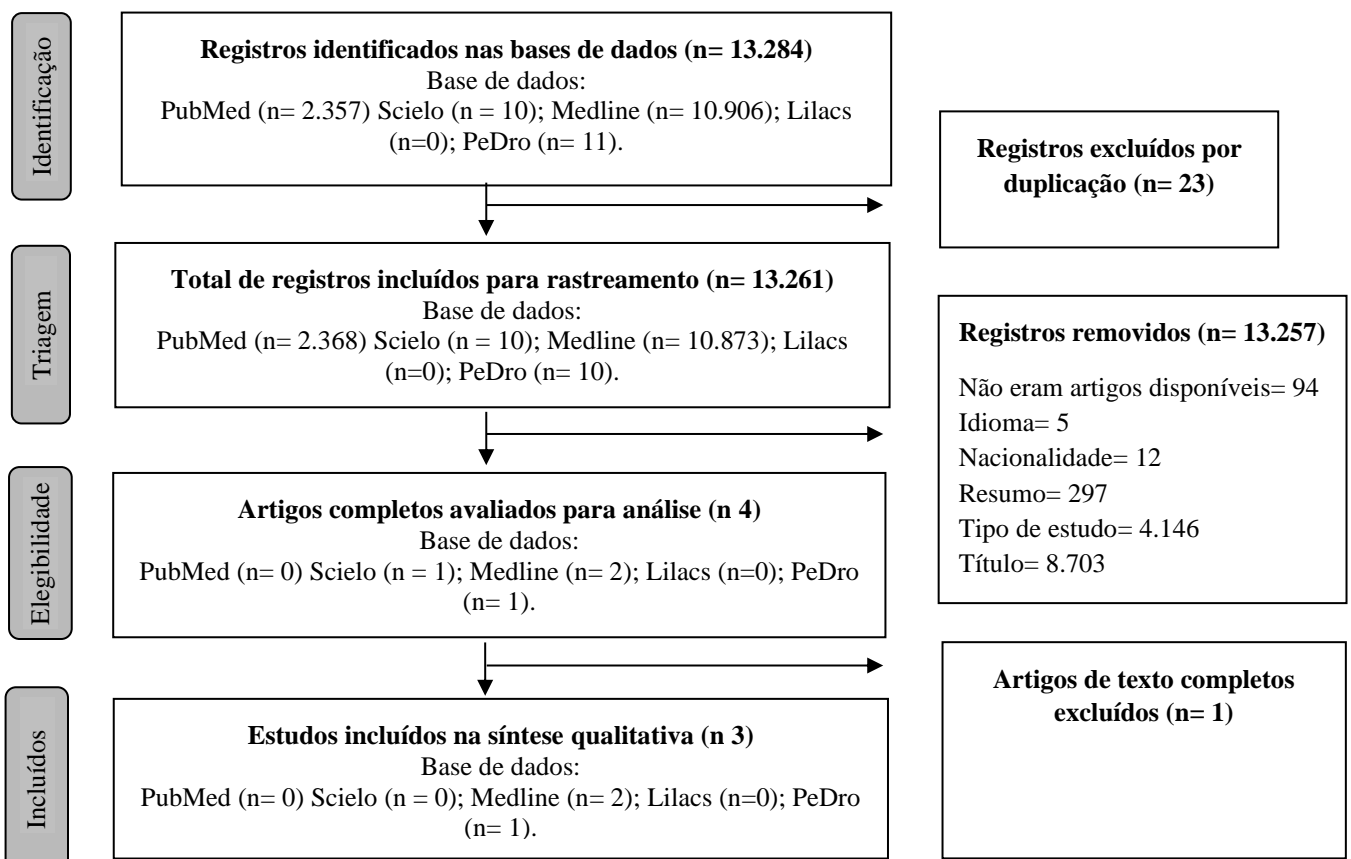 Identificação
Registros identificados nas bases de dados (n= 13.284)
Base de dados:
PubMed (n= 2.357) Scielo (n = 10); Medline (n= 10.906); Lilacs
(n=0); PeDro (n= 11).
Registros excluídos por
duplicação (n= 23)
Triagem
Total de registros incluídos para rastreamento (n= 13.261)
Base de dados:
PubMed (n= 2.368) Scielo (n = 10); Medline (n= 10.873); Lilacs
(n=0); PeDro (n= 10).
Registros removidos (n= 13.257)
Não eram artigos disponíveis= 94
Idioma= 5
Nacionalidade= 12
Resumo= 297
Tipo de estudo= 4.146
Título= 8.703
Elegibilidade
Artigos completos avaliados para análise (n 4)
Base de dados:
PubMed (n= 0) Scielo (n = 1); Medline (n= 2); Lilacs (n=0); PeDro
(n= 1).
Artigos de texto completos
excluídos (n= 1)
Incluídos
Estudos incluídos na síntese qualitativa (n 3)
Base de dados:
PubMed (n= 0) Scielo (n = 0); Medline (n= 2); Lilacs (n=0); PeDro
(n= 1).